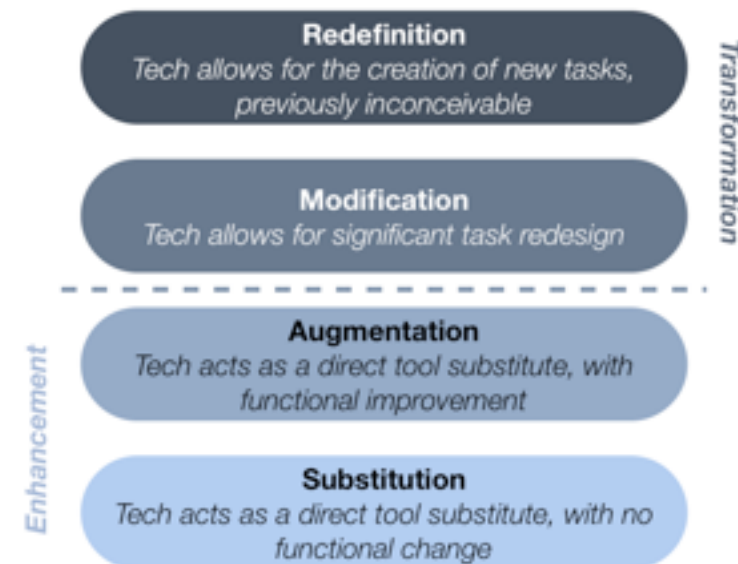 Redefinition
Tech allows for the creation of new tasks,
previously inconceivable
Transformation
Modification
Tech allows for significant task redesign
Augmentation
Tech acts as a direct tool substitute, with
functional improvement
Enhancement
Substitution
Tech acts as a direct tool substitute, with no
functional change